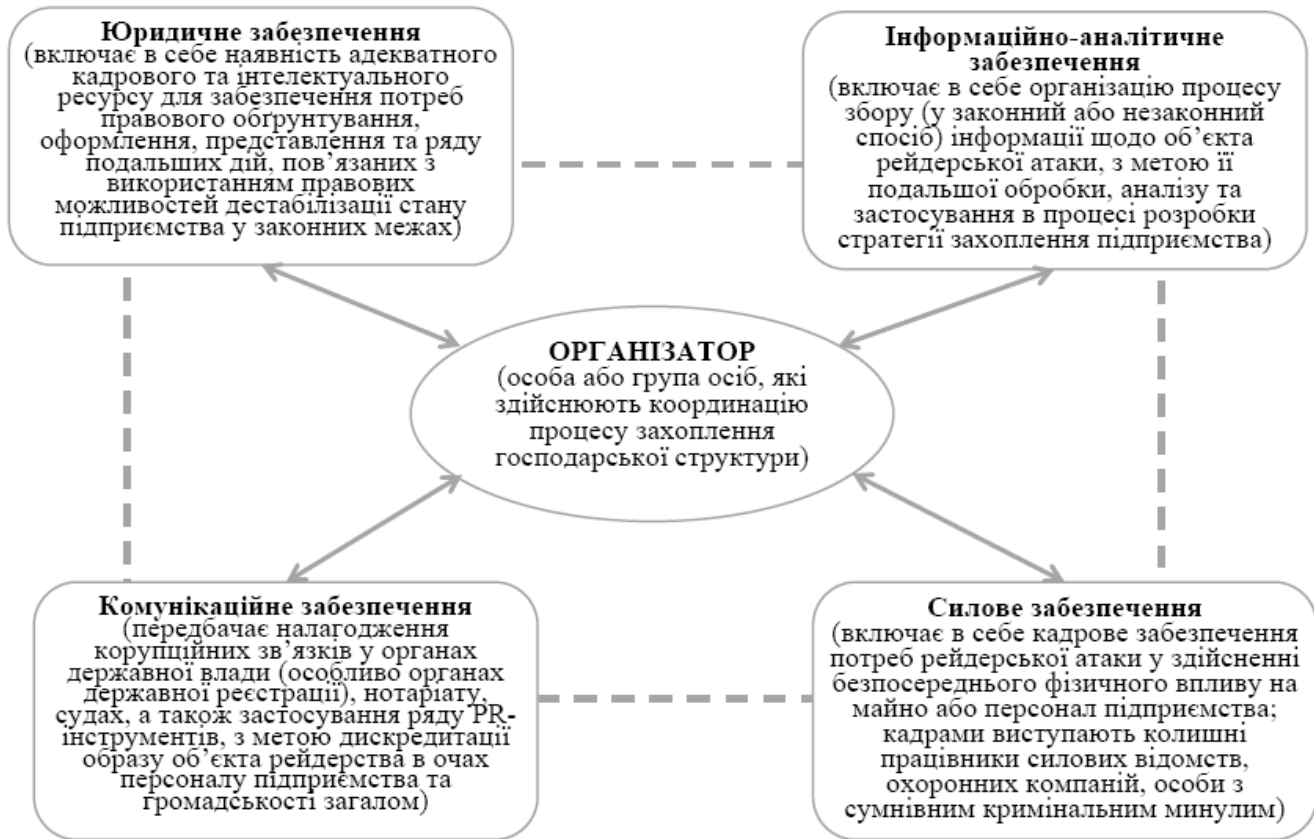 Юридичне забезпечення
(включає в себе наявність адекватного
кадрового та інтелектуального
ресурсу для забезпечення потреб
правового обґрунтування,
оформлення, представлення та ряду
подальших дій, пов’язаних з
використанням правових
можливостей дестабілізації стану
підприємства у законних межах)
Інформаційно-аналітичне
забезпечення
(включає в себе організацію процесу
збору (у законний або незаконний
спосіб) інформації щодо об’єкта
рейдерської атаки, з метою її
подальшої обробки, аналізу та
застосування в процесі розробки
стратегії захоплення підприємства)
ОРГАНІЗАТОР
(особа або група осіб, які
здійснюють координацію
процесу захоплення
господарської структури)
Комунікаційне забезпечення
(передбачає налагодження
корупційних зв’язків у органах
державної влади (особливо органах
державної реєстрації), нотаріату,
судах, а також застосування ряду PR-
інструментів, з метою дискредитації
образу об’єкта рейдерства в очах
персоналу підприємства та
громадськості загалом)
Силове забезпечення
(включає в себе кадрове забезпечення
потреб рейдерської атаки у здійсненні
безпосереднього фізичного впливу на
майно або персонал підприємства;
кадрами виступають колишні
працівники силових відомств,
охоронних компаній, особи з
сумнівним кримінальним минулим)